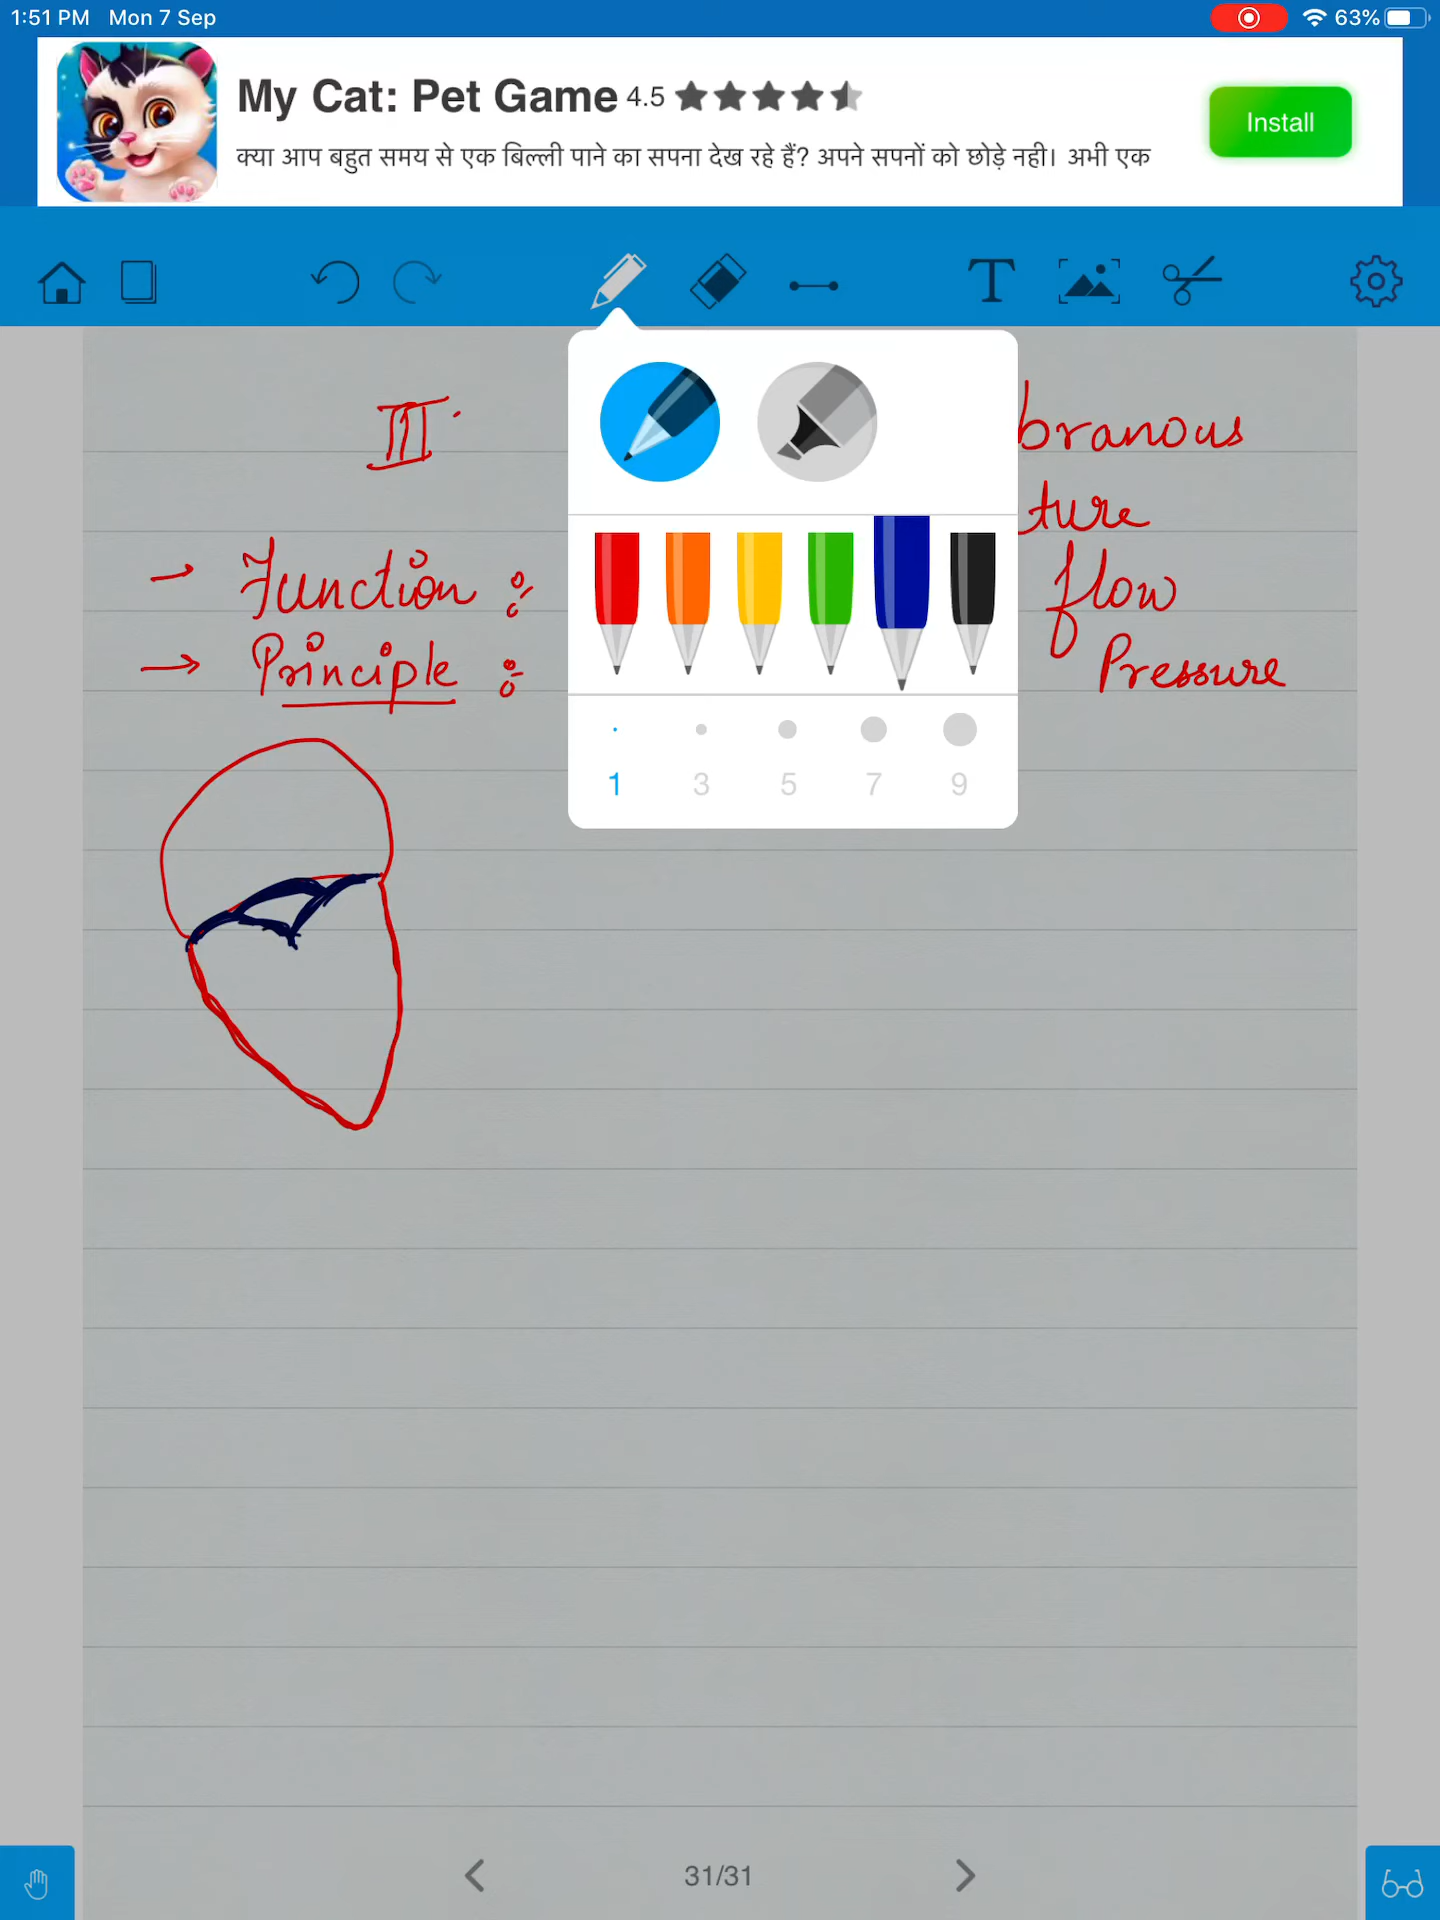 1:51 PM Mon 7 Sep 63%
My Cat: Pet Game 4.5
क्या आप बहुत समय से एक बिल्ली पाने का सपना देख रहे हैं? अपने सपनों को छोड़े नही। अभी एक
Install
T
III. branous
ture
→ Function : flow
→ Principle : Pressure
1 3 5 7 9
31/31